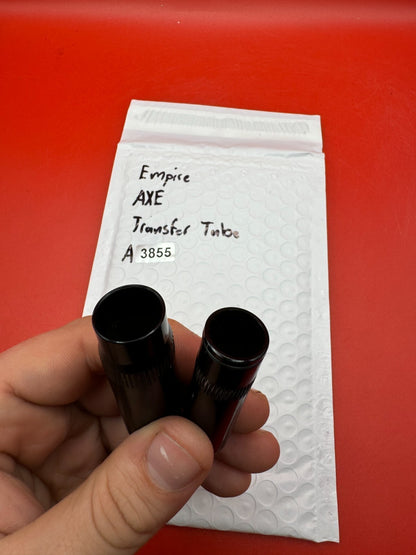 Empire
AXE
Transfer Tube
A 3855